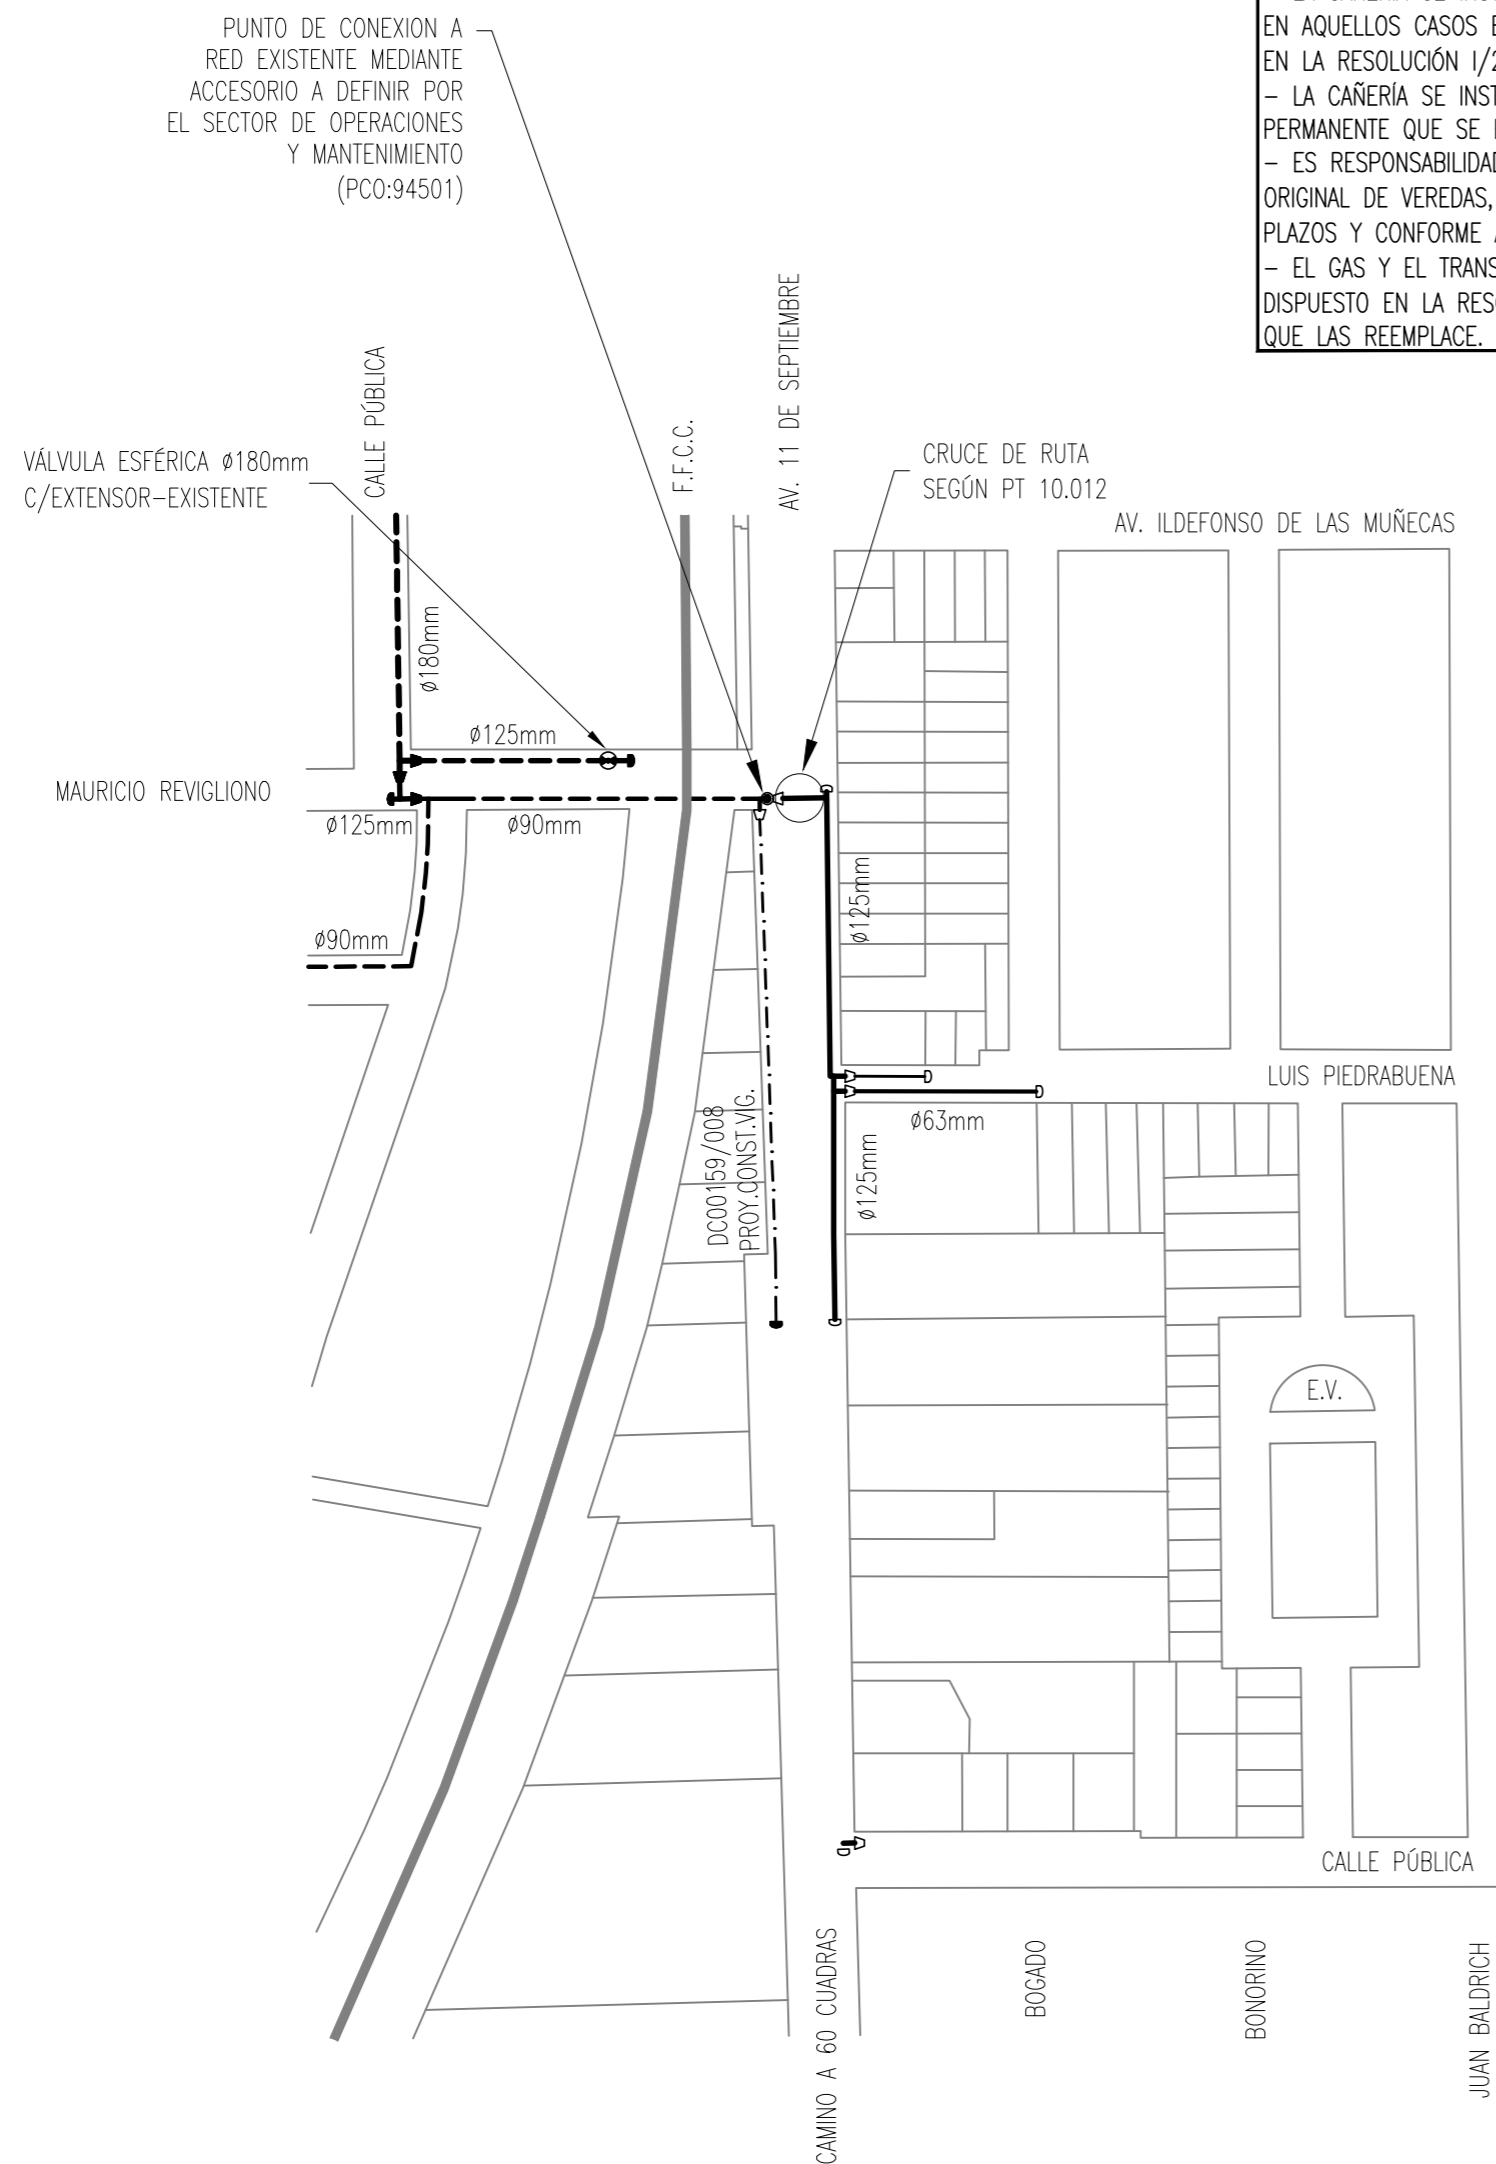 PUNTO DE CONEXION A
RED EXISTENTE MEDIANTE
ACCESORIO A DEFINIR POR
EL SECTOR DE OPERACIONES
Y MANTENIMIENTO
(PCO:94501)
EN AQUELLOS CASOS E
EN LA RESOLUCIÓN I/2
– LA CAÑERÍA SE INST
PERMANENTE QUE SE
– ES RESPONSABILIDAD
ORIGINAL DE VEREDAS,
PLAZOS Y CONFORME A
– EL GAS Y EL TRANS
DISPUESTO EN LA RESO
QUE LAS REEMPLACE.
CALLE PÚBLICA
F.F.C.C.
AV. 11 DE SEPTIEMBRE
VÁLVULA ESFÉRICA ø180mm
C/EXTENSOR–EXISTENTE
CRUCE DE RUTA
SEGÚN PT 10.012
AV. ILDEFONSO DE LAS MUÑECAS
ø180mm
ø125mm
MAURICIO REVIGLIONO
ø125mm
ø90mm
ø125mm
ø90mm
LUIS PIEDRABUENA
ø63mm
ø125mm
DC00159/008
PROY.CONST.VIG.
E.V.
CALLE PÚBLICA
CAMINO A 60 CUADRAS
BOGADO
BONORINO
JUAN BALDRICH